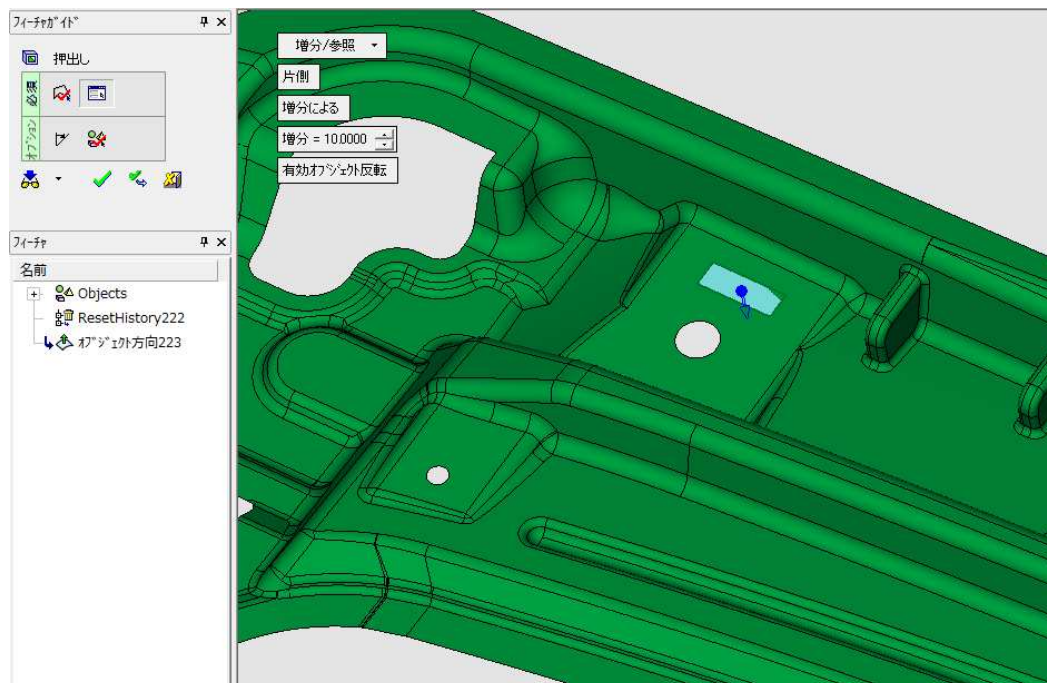 フィーチャガイド
押出し
必須
オプション
フィーチャ
名前
Objects
ResetHistory222
オブジェクト方向223
増分/参照
片側
増分による
増分 = 10.0000
有効オブジェクト反転